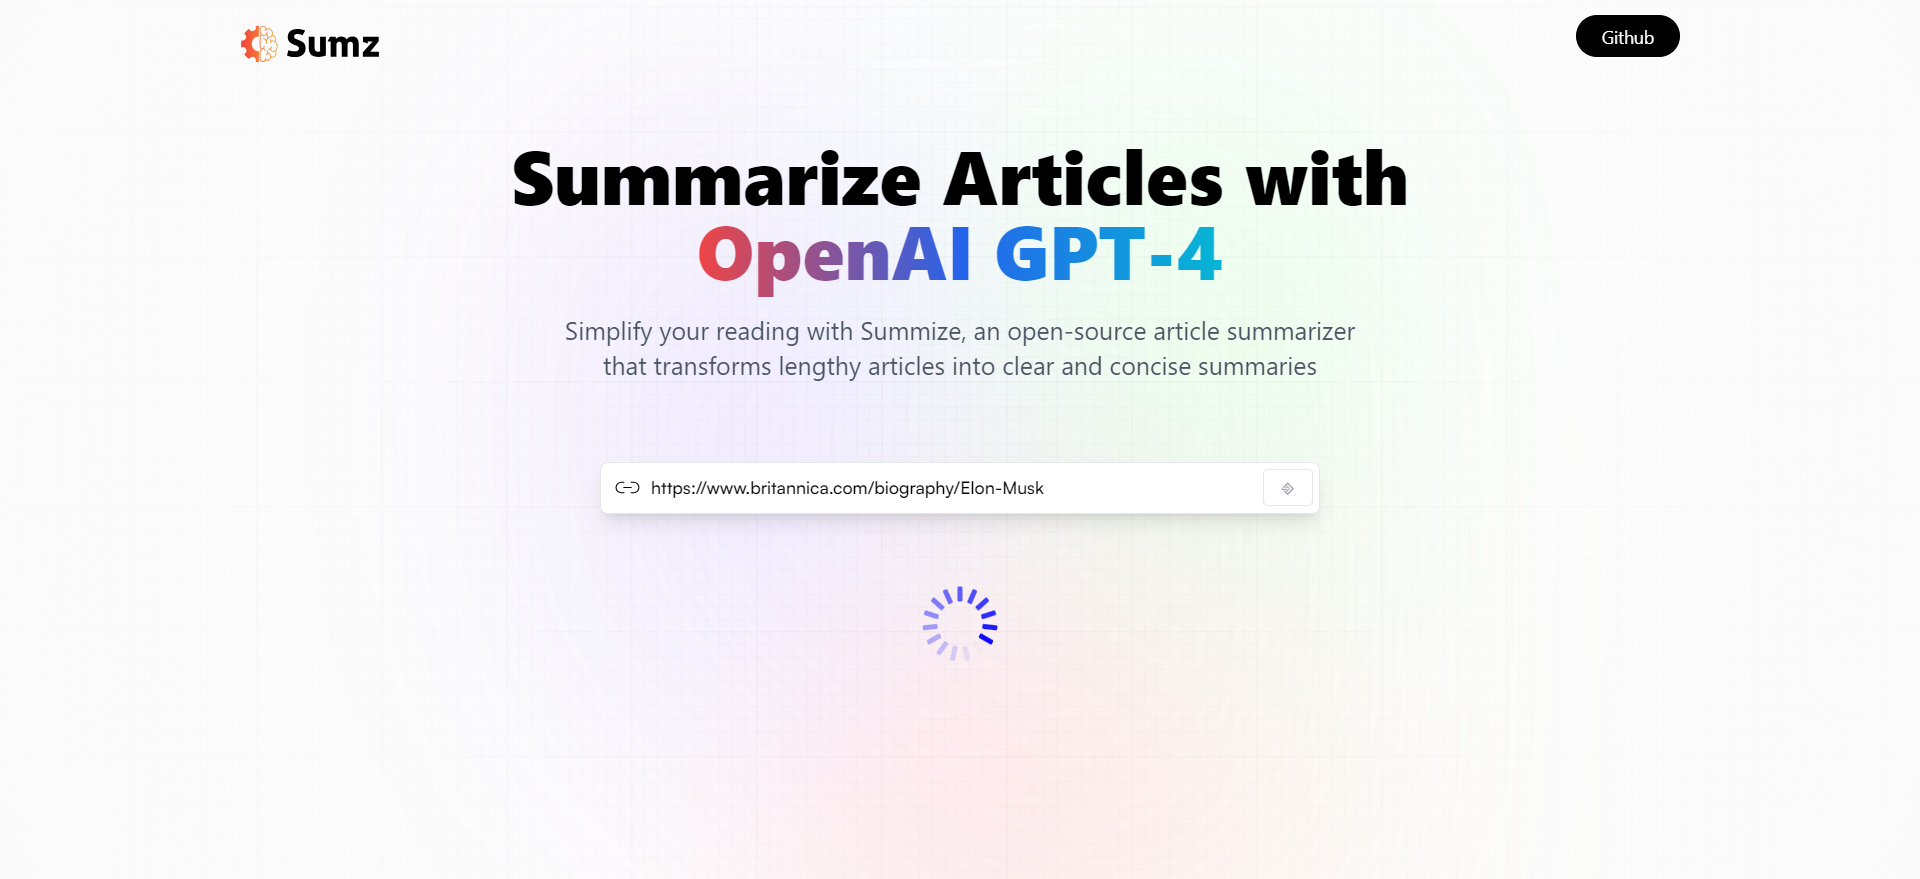 Sumz
Github
Summarize Articles with
OpenAI GPT-4
Simplify your reading with Summize, an open-source article summarizer
that transforms lengthy articles into clear and concise summaries
https://www.britannica.com/biography/Elon-Musk